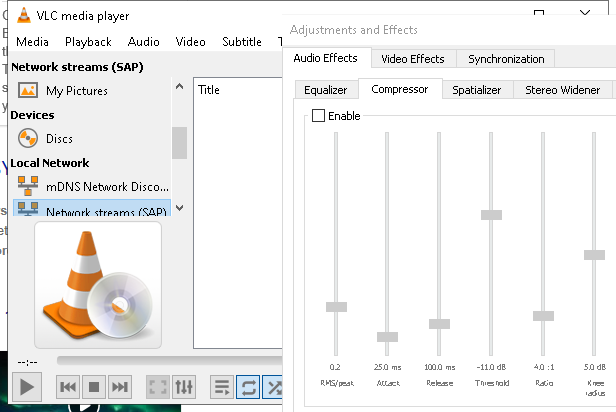 VLC media player
Media Playback Audio Video Subtitle
Network streams (SAP)
My Pictures
Devices
Discs
Local Network
mDNS Network Disco...
Network streams (SAP)
Title
--:--
Adjustments and Effects
Audio Effects Video Effects Synchronization
Equalizer Compressor Spatializer Stereo Widener
Enable
0.2 25.0 ms 100.0 ms -11.0 dB 4.0 :1 5.0 dB
RMS/peak Attack Release Threshold Ratio Knee
radius